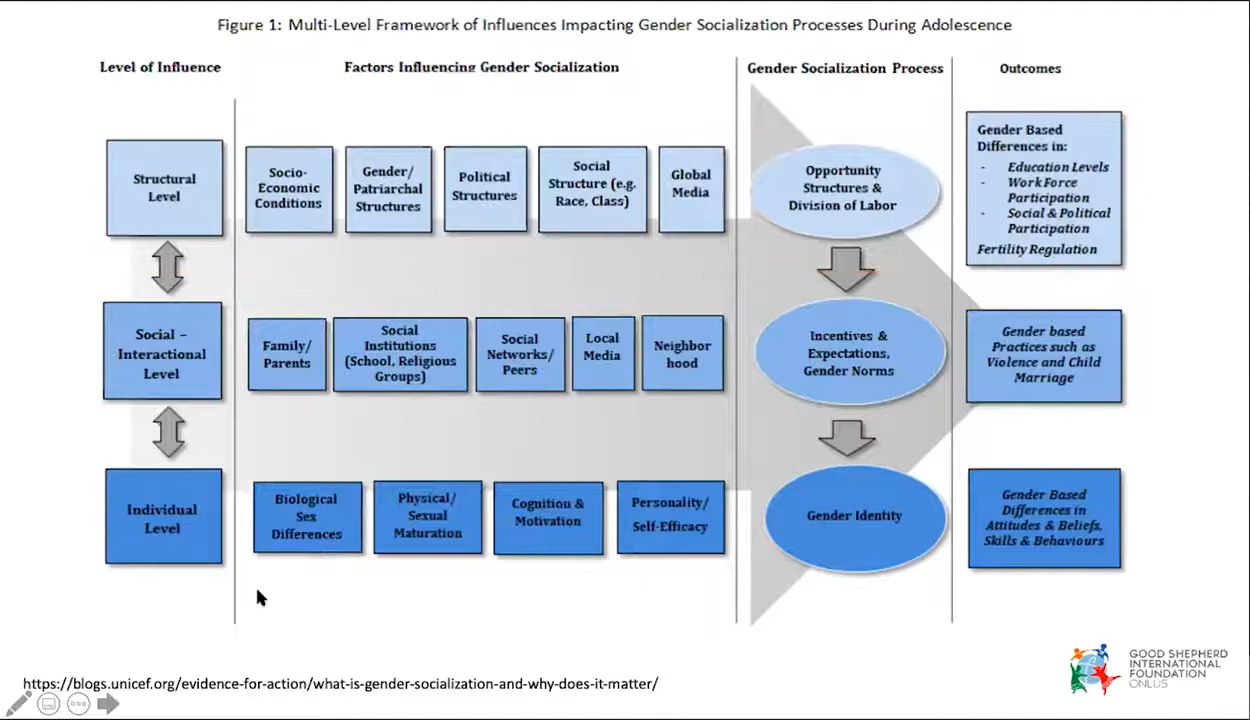 Figure 1: Multi-Level Framework of Influences Impacting Gender Socialization Processes During Adolescence
Level of Influence
Factors Influencing Gender Socialization
Gender Socialization Process
Outcomes
Structural
Level
Socio-
Economic
Conditions
Gender/
Patriarchal
Structures
Political
Structures
Social
Structure (e.g.
Race, Class)
Global
Media
Opportunity
Structures &
Division of Labor
Gender Based
Differences in:
- Education Levels
- Work Force
Participation
- Social & Political
Participation
Fertility Regulation
Social –
Interactional
Level
Family/
Parents
Social
Institutions
(School, Religious
Groups)
Social
Networks/
Peers
Local
Media
Neighbor
hood
Incentives &
Expectations,
Gender Norms
Gender based
Practices such as
Violence and Child
Marriage
Individual
Level
Biological
Sex
Differences
Physical/
Sexual
Maturation
Cognition &
Motivation
Personality/
Self-Efficacy
Gender Identity
Gender Based
Differences in
Attitudes & Beliefs,
Skills & Behaviours
https://blogs.unicef.org/evidence-for-action/what-is-gender-socialization-and-why-does-it-matter/
GOOD SHEPHERD
INTERNATIONAL
FOUNDATION
ONLUS